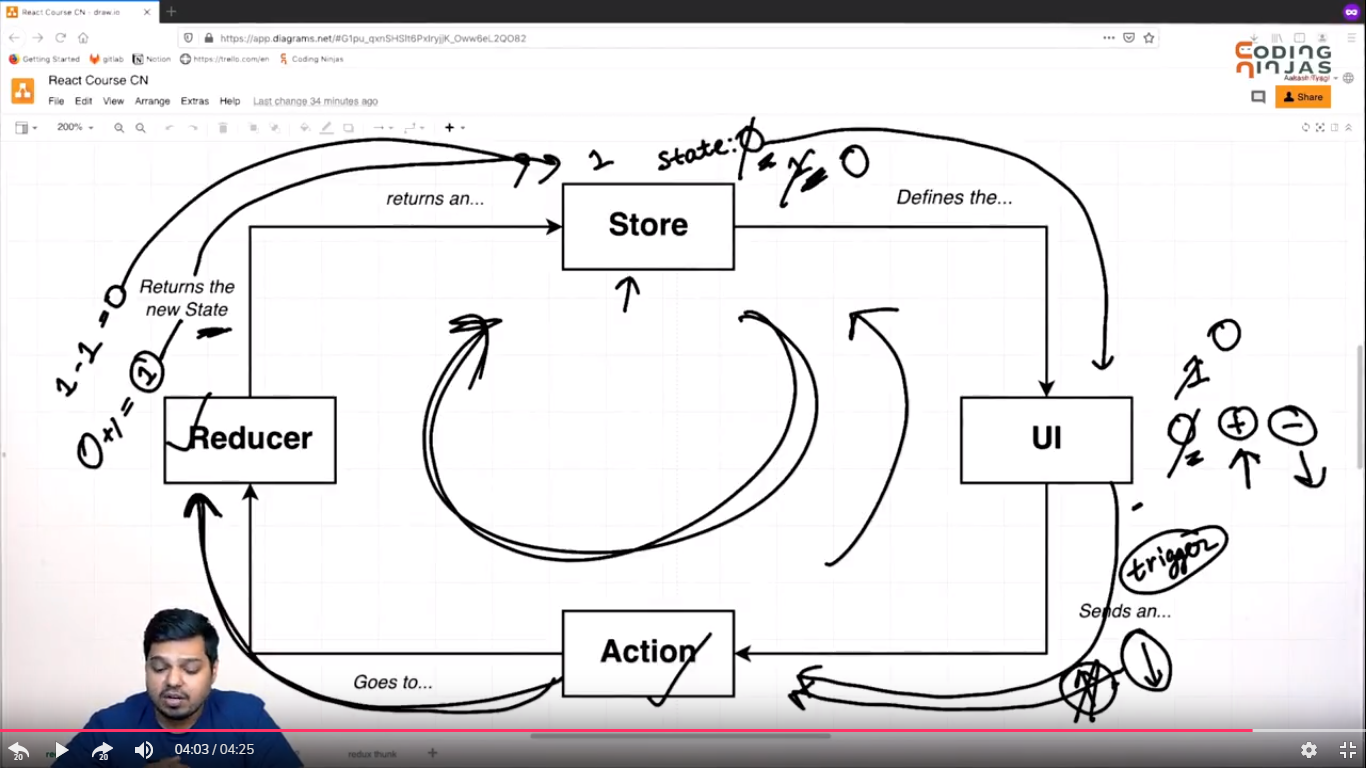 React Course CN - draw.io
https://app.diagrams.net/#G1pu_qxnSHSlt6PxIryjjK_Oww6eL2QO82
Getting Started gitlab Notion https://trello.com/en Coding Ninjas
CODING NINJAS
React Course CN
Aakash Tyagi
File Edit View Arrange Extras Help Last change 34 minutes ago
Share
200%
1 State: 0 1 0
returns an...
Store
Defines the...
Returns the
new State
1 - 1 = 0
0+1 = 1
0
1
0 + -
Reducer
UI
trigger
Sends an...
Action
Goes to...
20 20 04:03 / 04:25
redux thunk